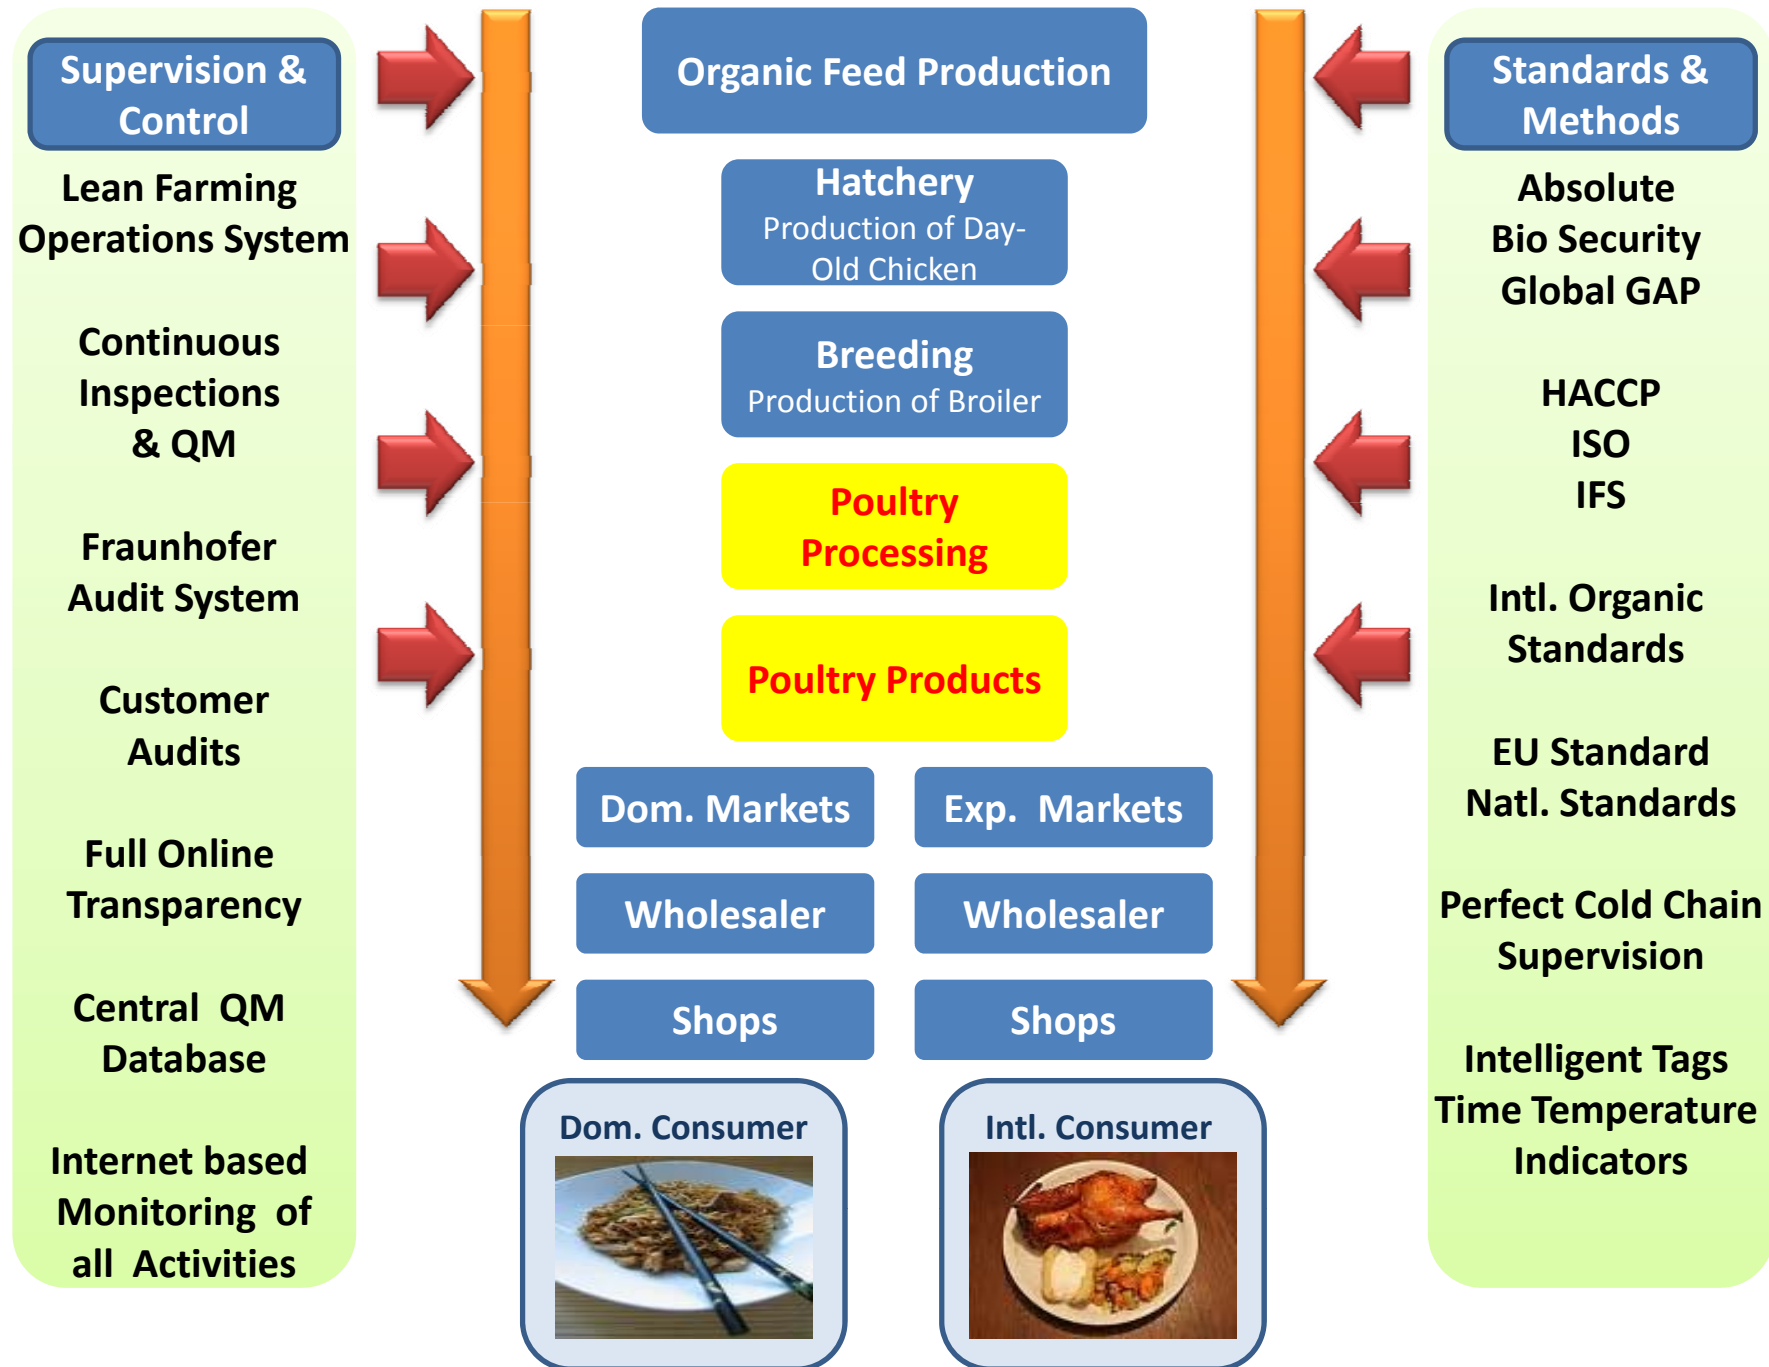 Supervision &
Control
Lean Farming
Operations System
Continuous
Inspections
& QM
Fraunhofer
Audit System
Customer
Audits
Full Online
Transparency
Central QM
Database
Internet based
Monitoring of
all Activities
Organic Feed Production
Hatchery
Production of Day-
Old Chicken
Breeding
Production of Broiler
Poultry
Processing
Poultry Products
Dom. Markets
Exp. Markets
Wholesaler
Wholesaler
Shops
Shops
Dom. Consumer
Intl. Consumer
Standards &
Methods
Absolute
Bio Security
Global GAP
HACCP
ISO
IFS
Intl. Organic
Standards
EU Standard
Natl. Standards
Perfect Cold Chain
Supervision
Intelligent Tags
Time Temperature
Indicators